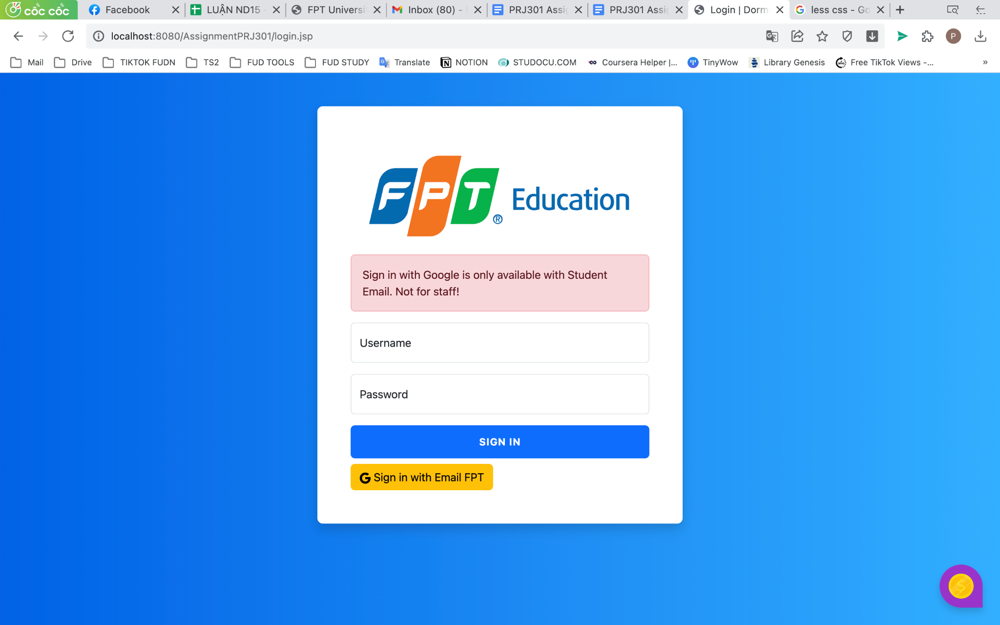 cốc cốc
Facebook
LUẬN ND15 -
FPT Universi
Inbox (80) -
PRJ301 Assig
PRJ301 Assig
Login | Dorm
less css - Go
localhost:8080/AssignmentPRJ301/login.jsp
P
Mail
Drive
TIKTOK FUDN
TS2
FUD TOOLS
FUD STUDY
Translate
NOTION
STUDOCU.COM
Coursera Helper |...
TinyWow
Library Genesis
Free TikTok Views -...
»
FPT® Education
Sign in with Google is only available with Student
Email. Not for staff!
Username
Password
SIGN IN
Sign in with Email FPT